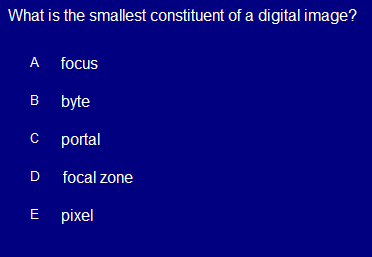 What is the smallest constituent of a digital image?
A focus
B byte
C portal
D focal zone
E pixel